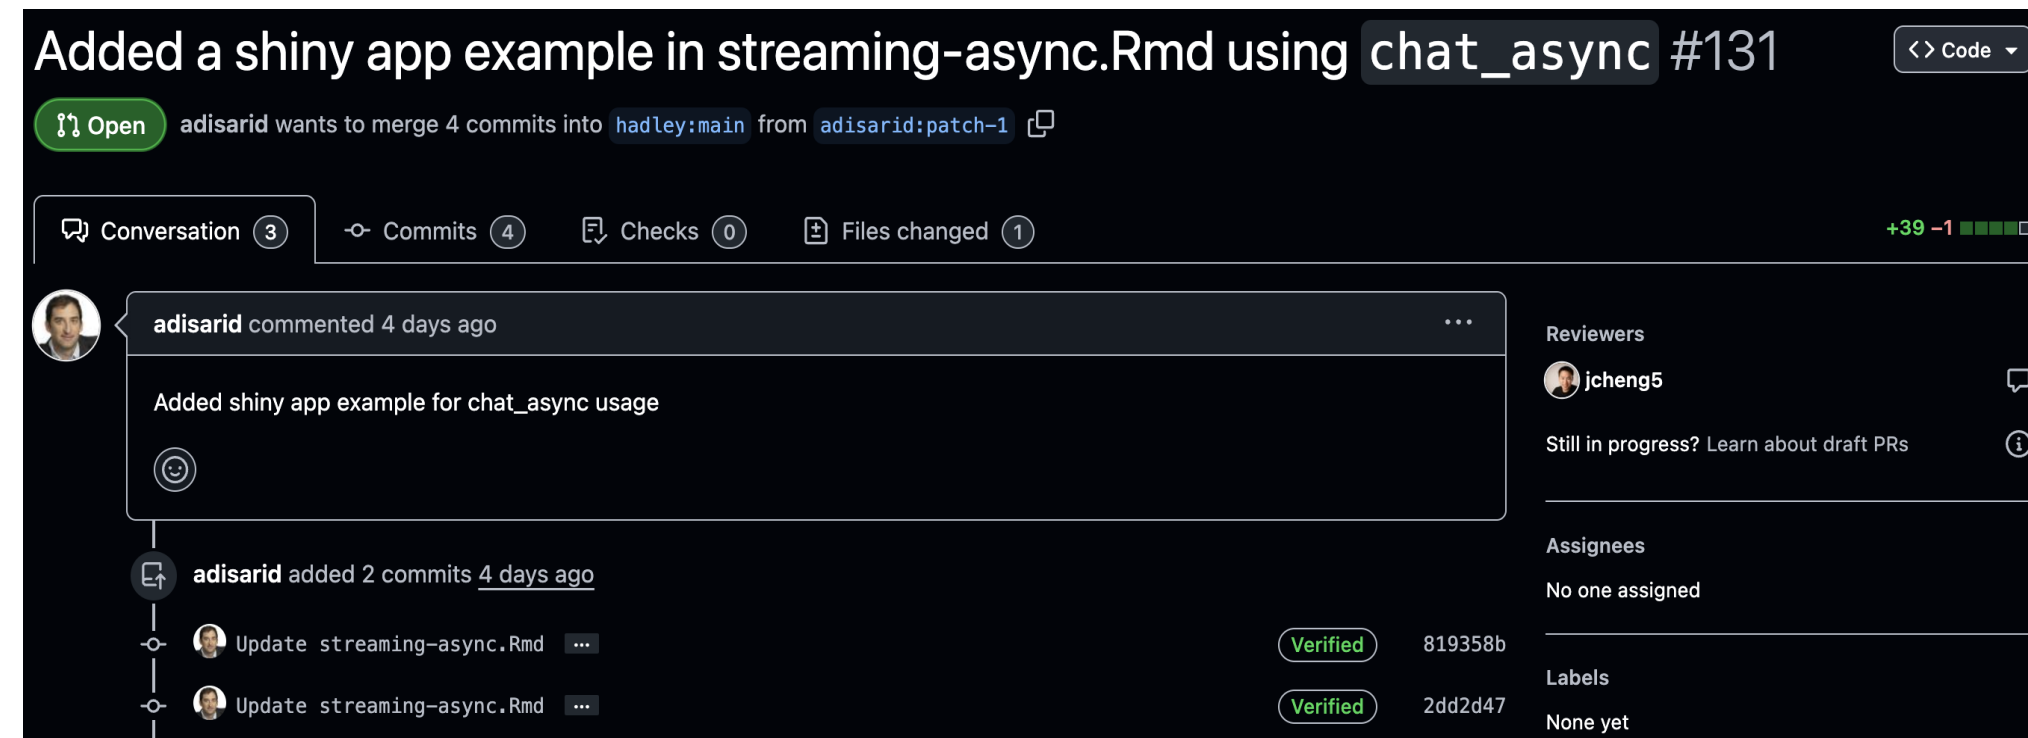 Added a shiny app example in streaming-async.Rmd using chat_async #131
<> Code
Open adisarid wants to merge 4 commits into hadley:main from adisarid:patch-1
Conversation 3 Commits 4 Checks 0 Files changed 1
+39 −1
adisarid commented 4 days ago
...
Added shiny app example for chat_async usage
adisarid added 2 commits 4 days ago
Update streaming-async.Rmd ... Verified 819358b
Update streaming-async.Rmd ... Verified 2dd2d47
Reviewers
jcheng5
Still in progress? Learn about draft PRs
Assignees
No one assigned
Labels
None yet